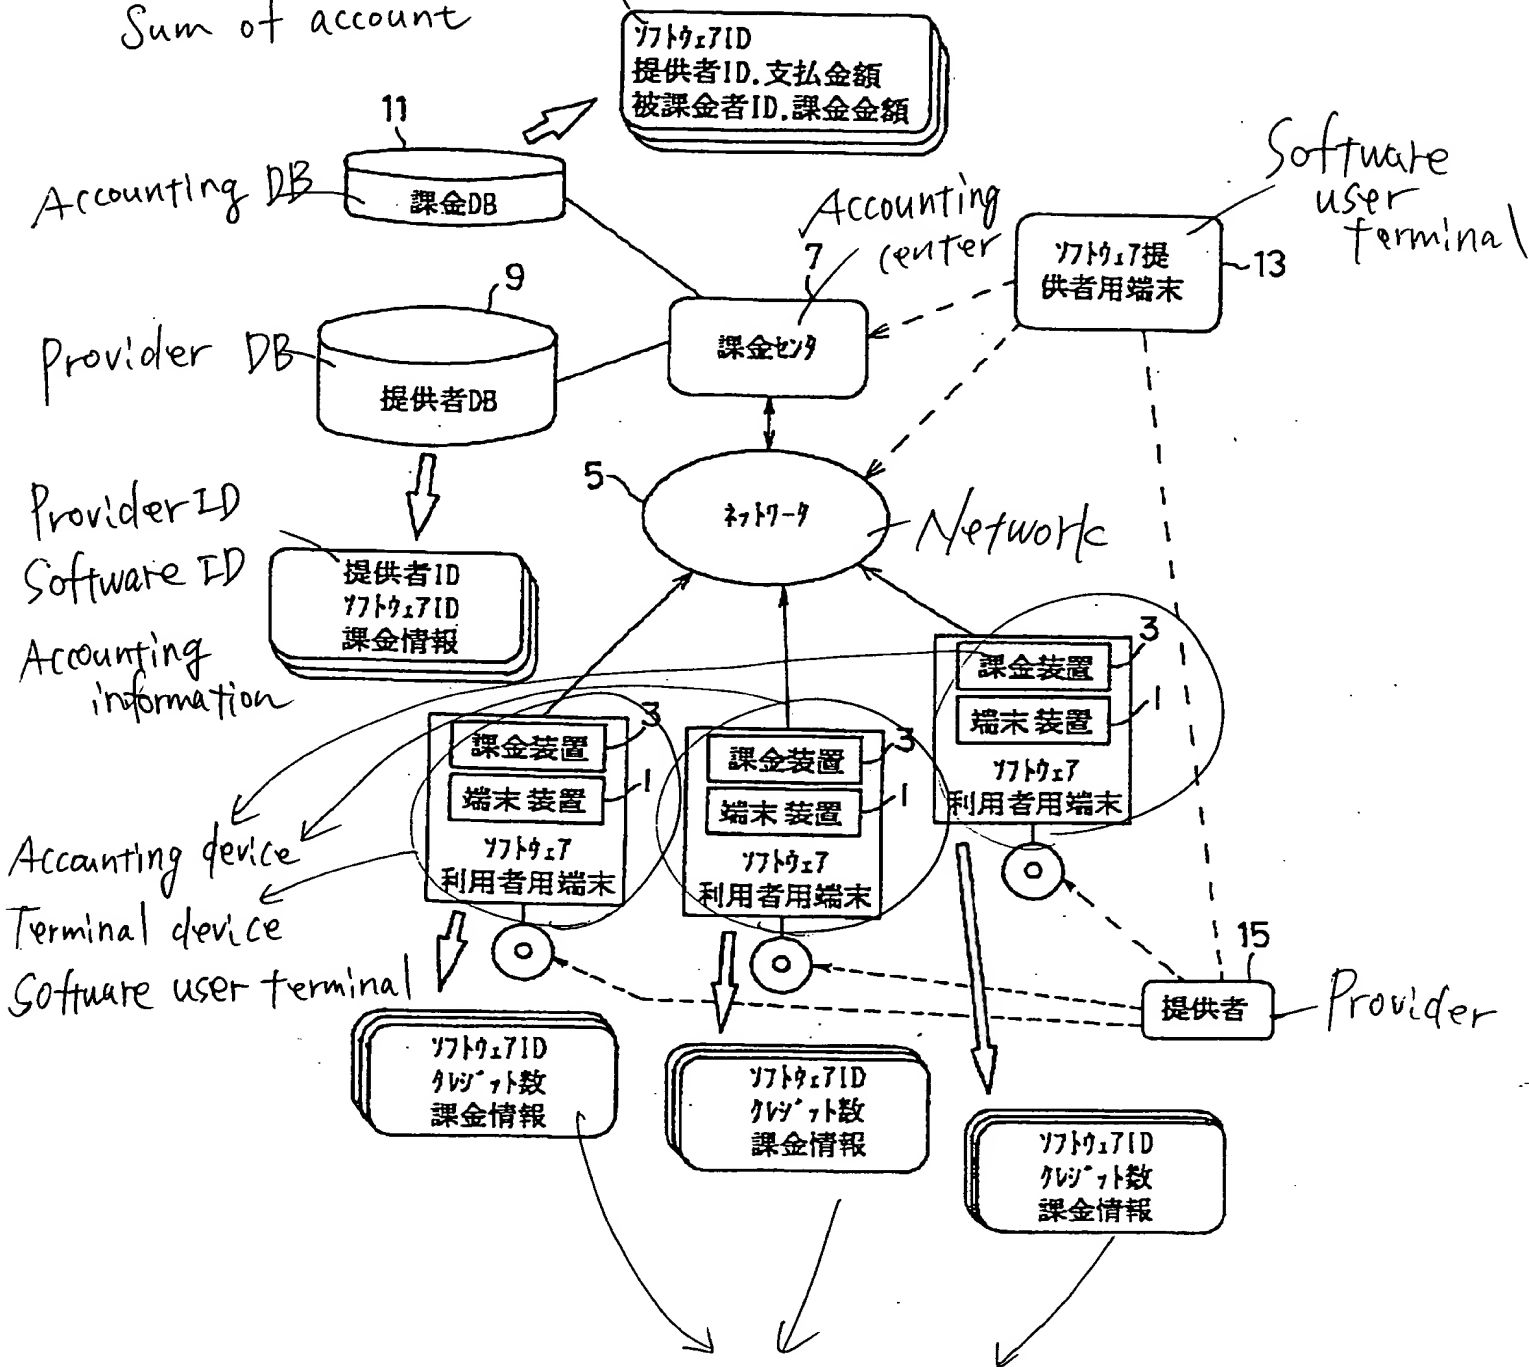 Sum of account
ソフトウェアID
提供者ID.支払金額
被課金者ID.課金金額
11
Accounting DB
課金DB
Accounting
center
7
課金センタ
Software
user
terminal
ソフトウェア提
供者用端末
13
9
Provider DB
提供者DB
5
ネットワータ
Network
Provider ID
Software ID
Accounting
information
提供者ID
ソフトウェアID
課金情報
3
課金装置
1
端末装置
ソフトウェア
利用者用端末
3
課金装置
1
端末装置
ソフトウェア
利用者用端末
3
課金装置
1
端末装置
ソフトウェア
利用者用端末
Accounting device
Terminal device
Software user terminal
15
提供者
Provider
ソフトウェアID
クレジット数
課金情報
ソフトウェアID
クレジット数
課金情報
ソフトウェアID
クレジット数
課金情報